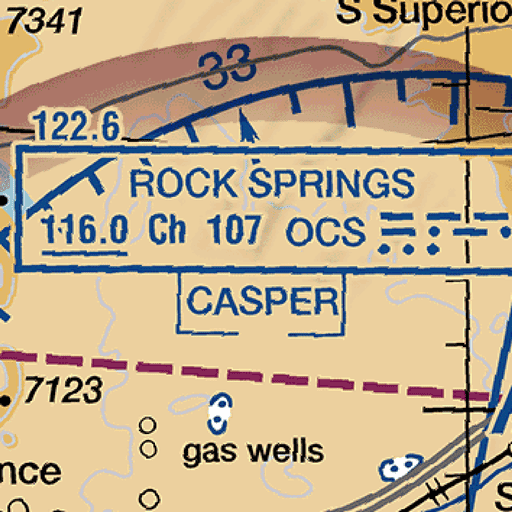 7341
S Superio
33
122.6
ROCK SPRINGS
116.0 Ch 107 OCS
CASPER
7123
gas wells
nce
S